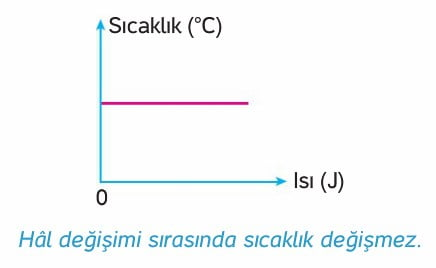 Sıcaklık (°C)
Isı (J)
0
Hâl değişimi sırasında sıcaklık değişmez.